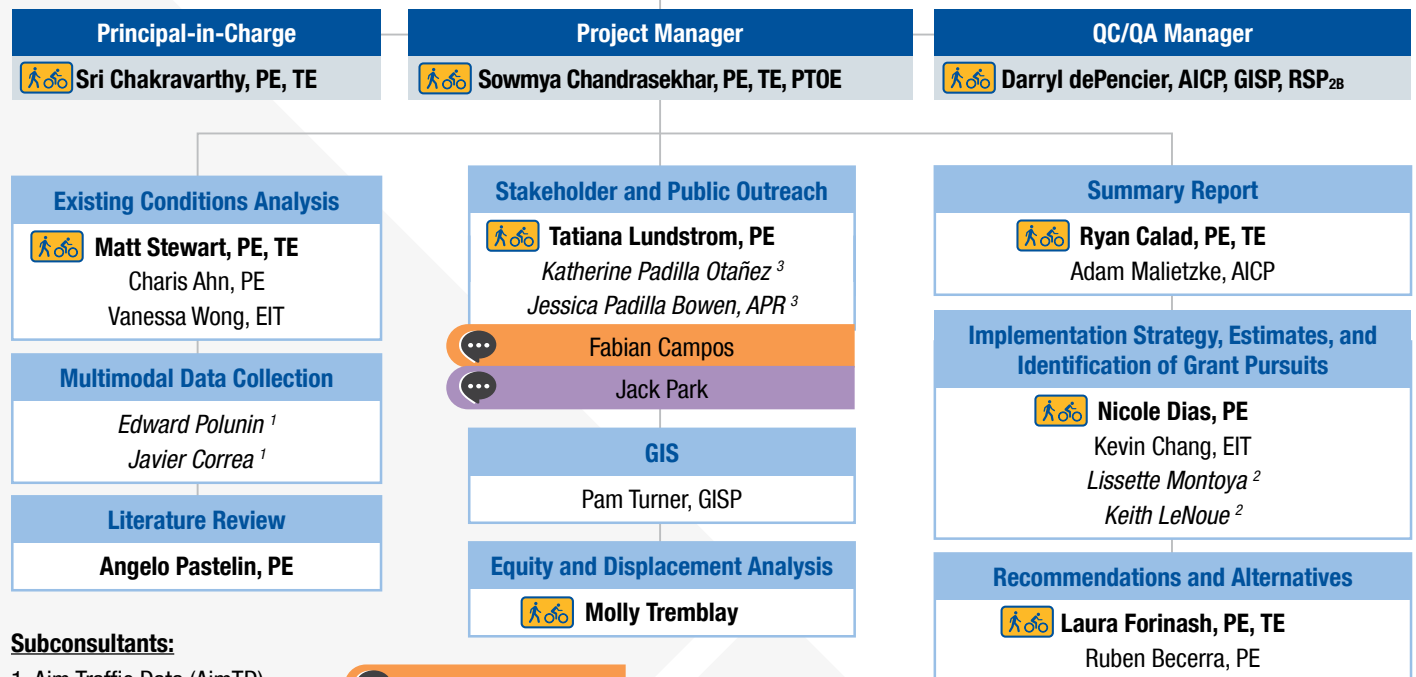 Principal-in-Charge
Sri Chakravarthy, PE, TE
Project Manager
Sowmya Chandrasekhar, PE, TE, PTOE
QC/QA Manager
Darryl dePencier, AICP, GISP, RSP2B
Existing Conditions Analysis
Matt Stewart, PE, TE
Charis Ahn, PE
Vanessa Wong, EIT
Multimodal Data Collection
Edward Polunin 1
Javier Correa 1
Literature Review
Angelo Pastelin, PE
Stakeholder and Public Outreach
Tatiana Lundstrom, PE
Katherine Padilla Otañez 3
Jessica Padilla Bowen, APR 3
Fabian Campos
Jack Park
GIS
Pam Turner, GISP
Equity and Displacement Analysis
Molly Tremblay
Summary Report
Ryan Calad, PE, TE
Adam Malietzke, AICP
Implementation Strategy, Estimates, and
Identification of Grant Pursuits
Nicole Dias, PE
Kevin Chang, EIT
Lissette Montoya 2
Keith LeNoue 2
Recommendations and Alternatives
Laura Forinash, PE, TE
Ruben Becerra, PE
Subconsultants:
1. Aim Traffic Data (AimTD)